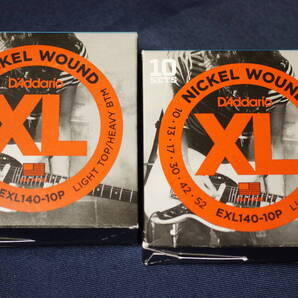 NICKEL WOUND
D'Addario
XL
EXL140-10P
LIGHT TOP/HEAVY BTM
10
SETS
NICKEL WOUND
D'Addario
XL
10·13·17·30·42·52
EXL140-10P